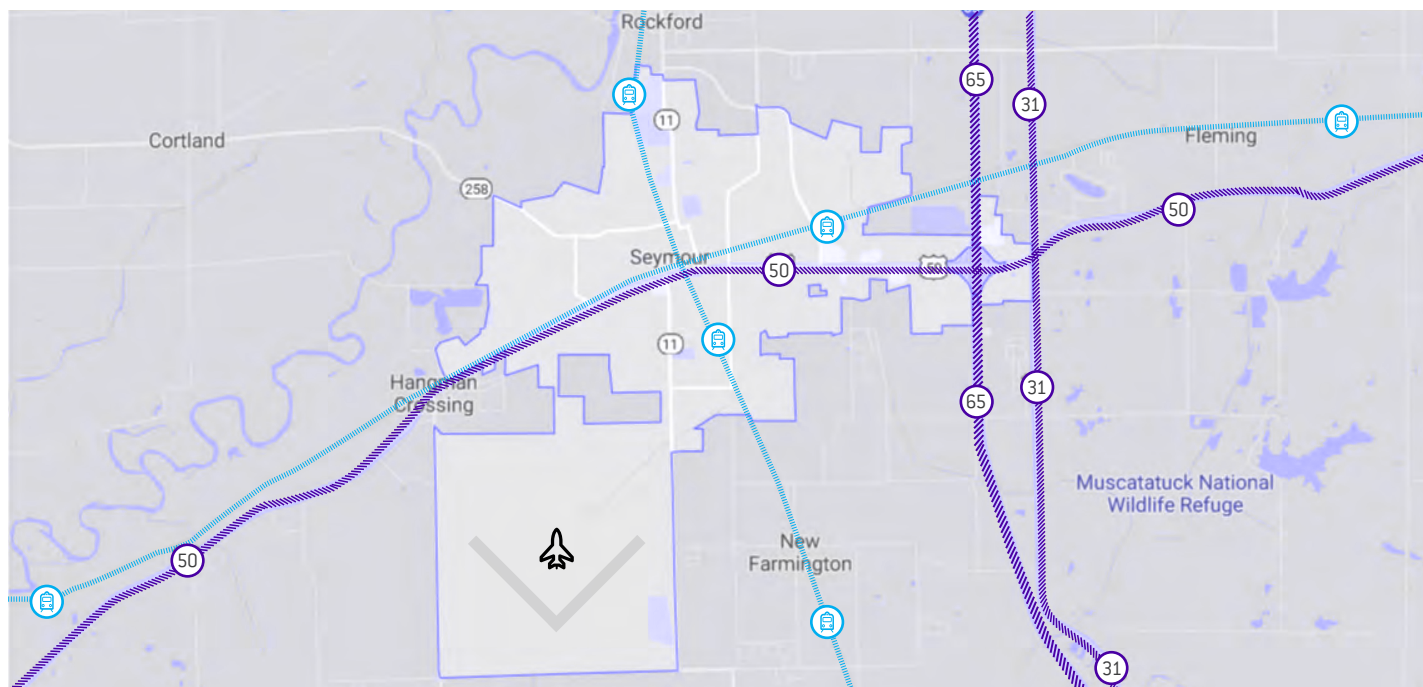 Rockford
65
31
11
Cortland
Fleming
258
50
Seymour
50
50
11
Hangman
Crossing
31
65
Muscatatuck National
Wildlife Refuge
New
Farmington
50
31